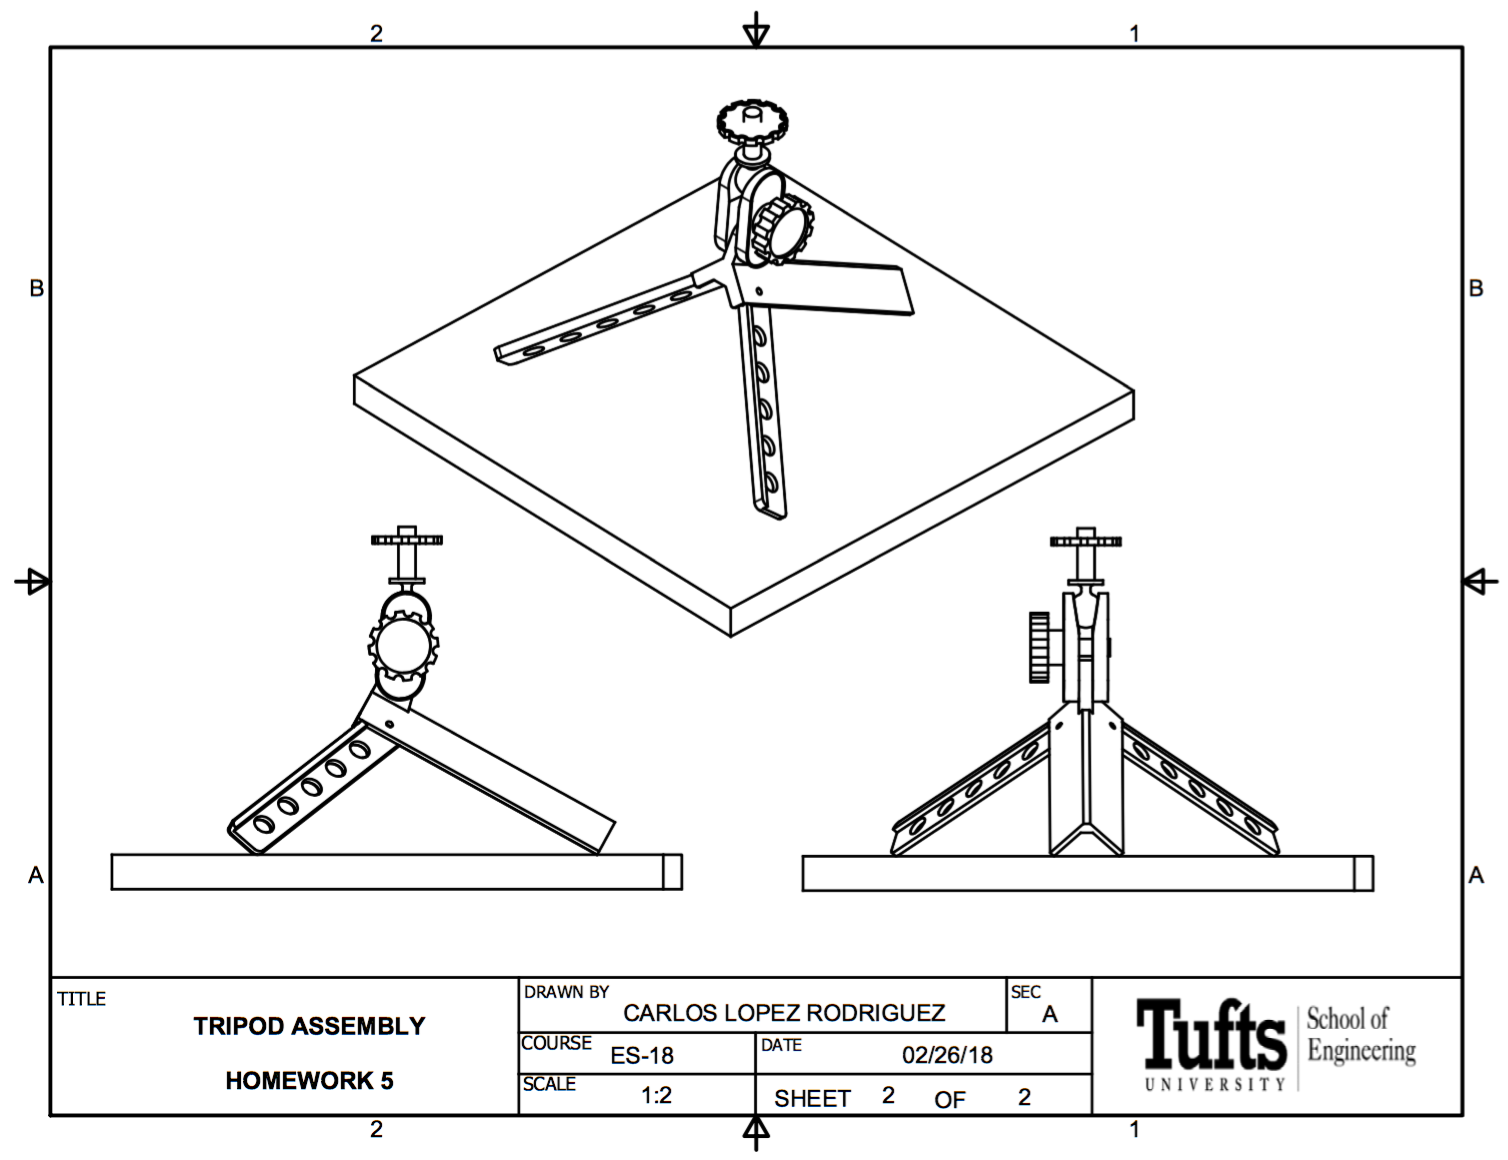 2 1
B B
A A
TITLE
TRIPOD ASSEMBLY
HOMEWORK 5
DRAWN BY
CARLOS LOPEZ RODRIGUEZ
SEC
A
COURSE
ES-18
DATE
02/26/18
SCALE
1:2
SHEET 2 OF 2
Tufts
UNIVERSITY
School of
Engineering
2 1